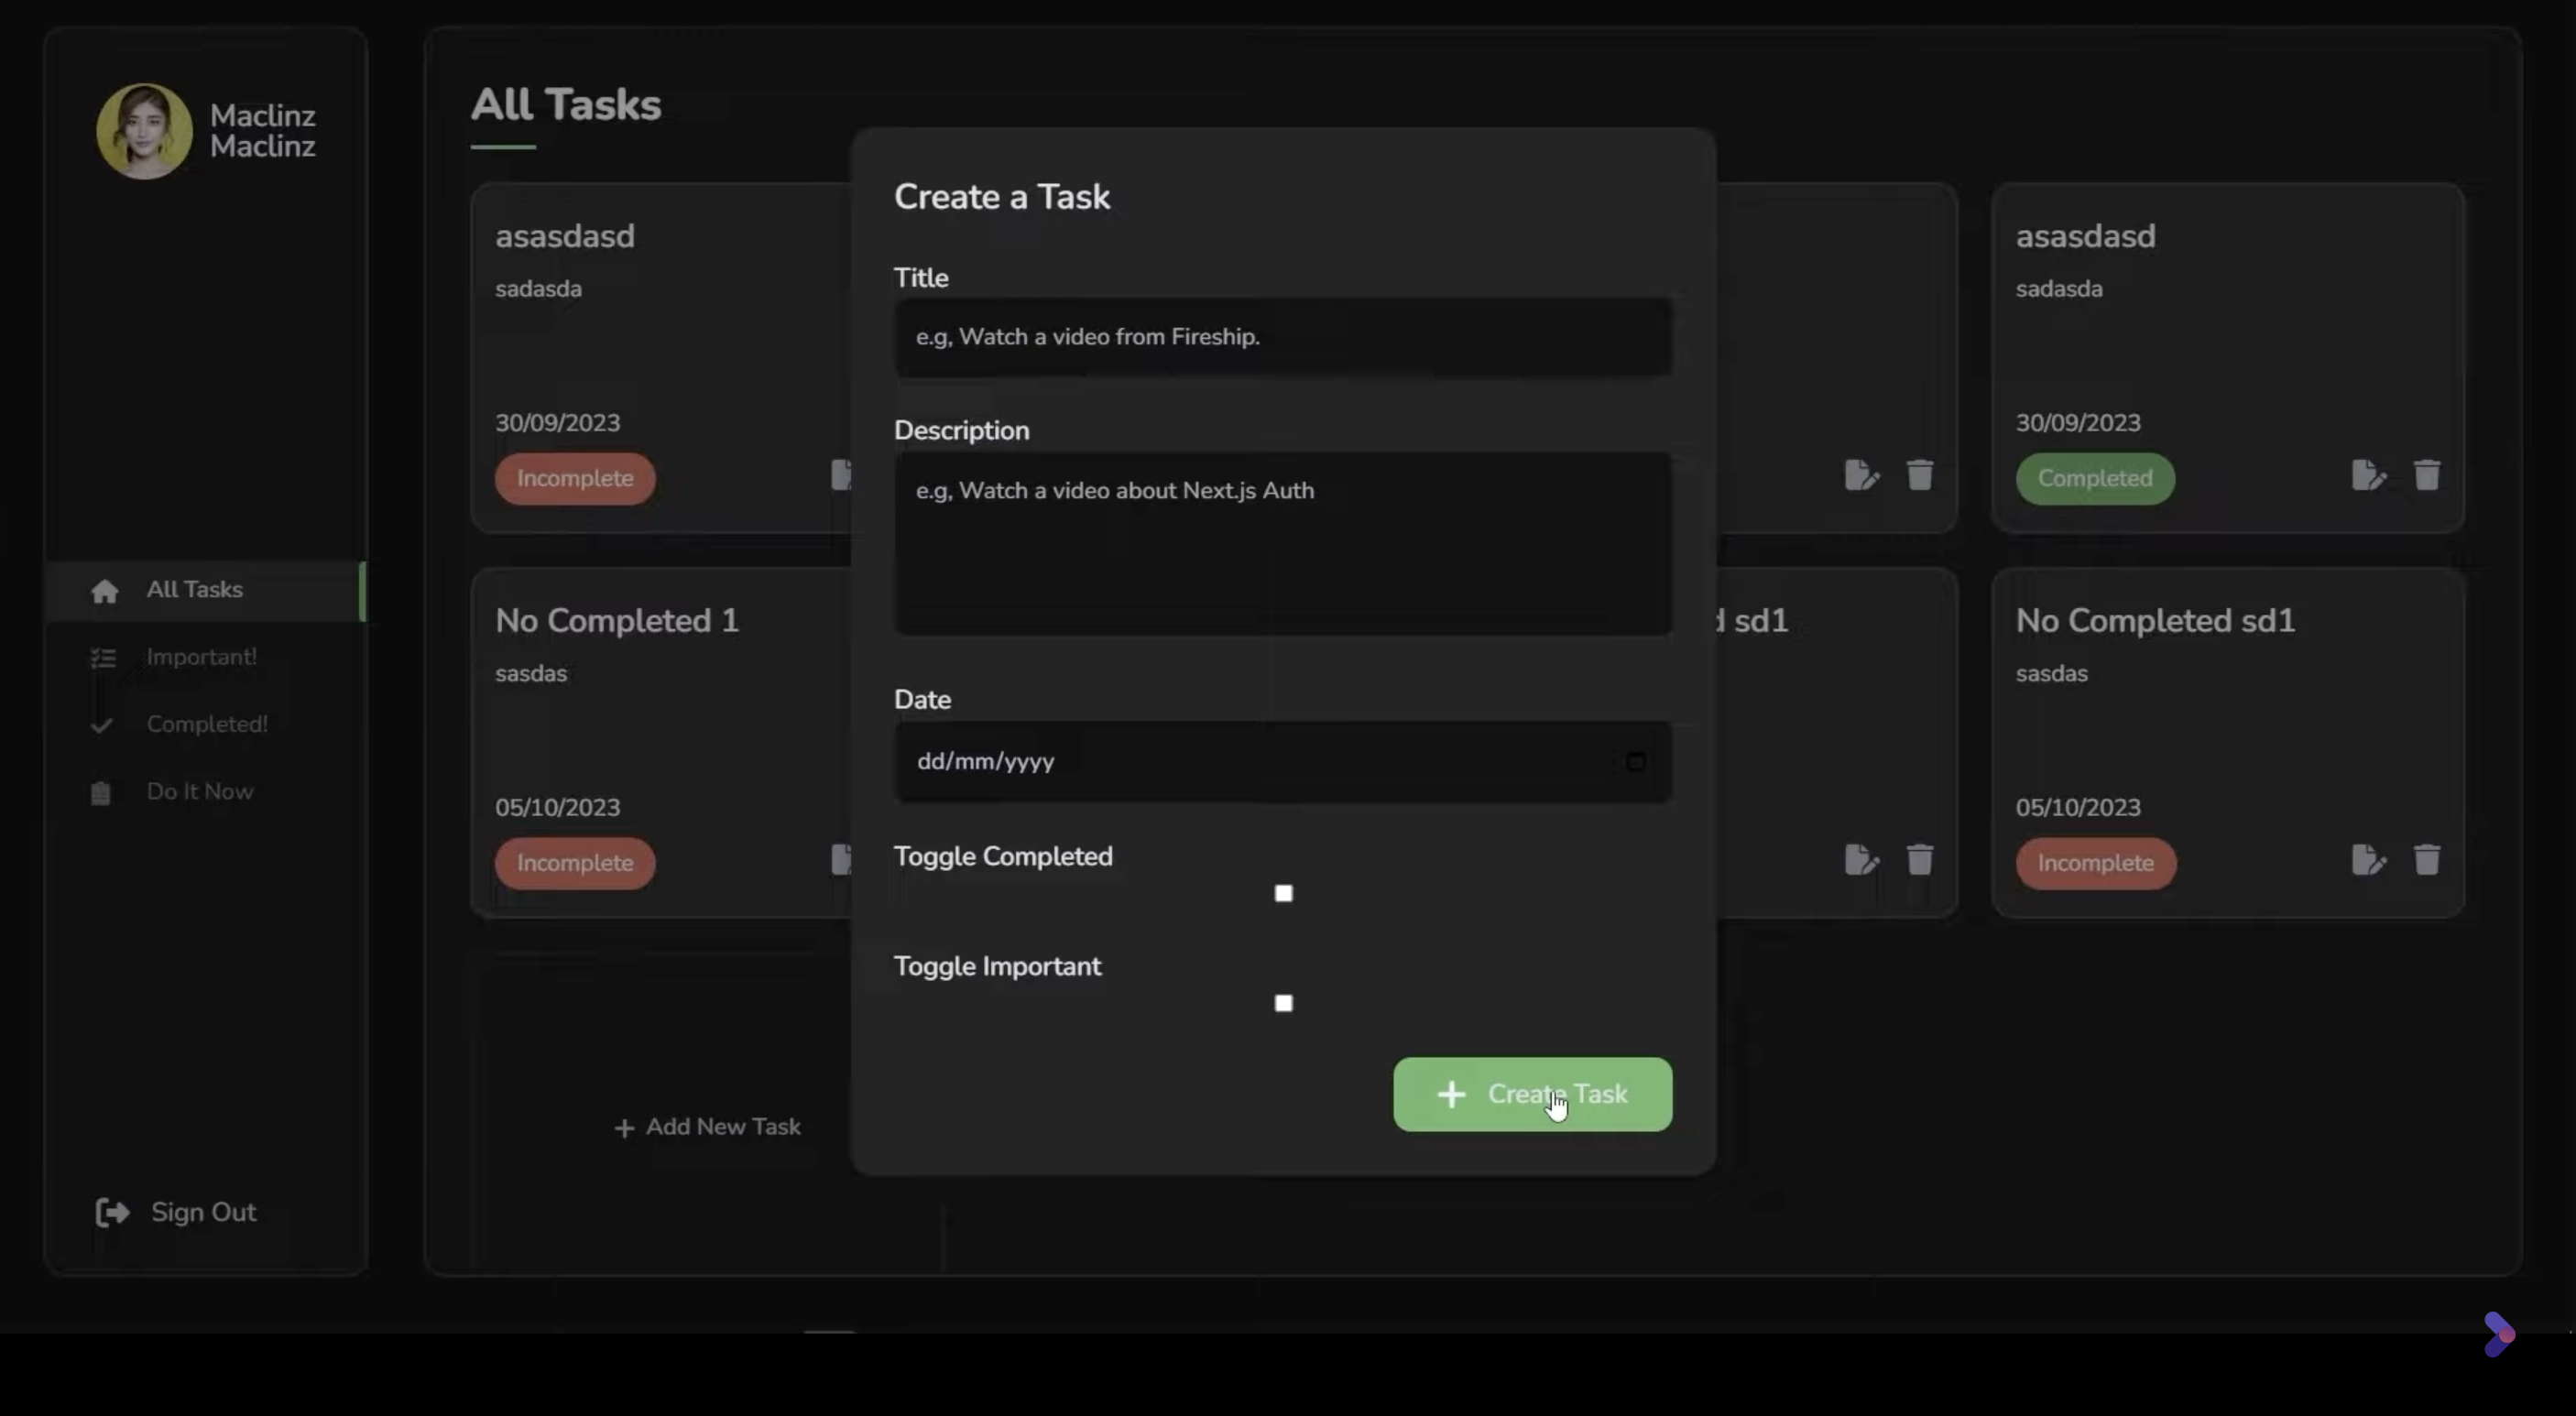 Maclinz
Maclinz
All Tasks
Important!
Completed!
Do It Now
Sign Out
All Tasks
asasdasd
sadasda
30/09/2023
Incomplete
asasdasd
sadasda
30/09/2023
Completed
No Completed 1
sasdas
05/10/2023
Incomplete
d sd1
No Completed sd1
sasdas
05/10/2023
Incomplete
+ Add New Task
Create a Task
Title
e.g, Watch a video from Fireship.
Description
e.g, Watch a video about Next.js Auth
Date
dd/mm/yyyy
Toggle Completed
Toggle Important
+ Create Task